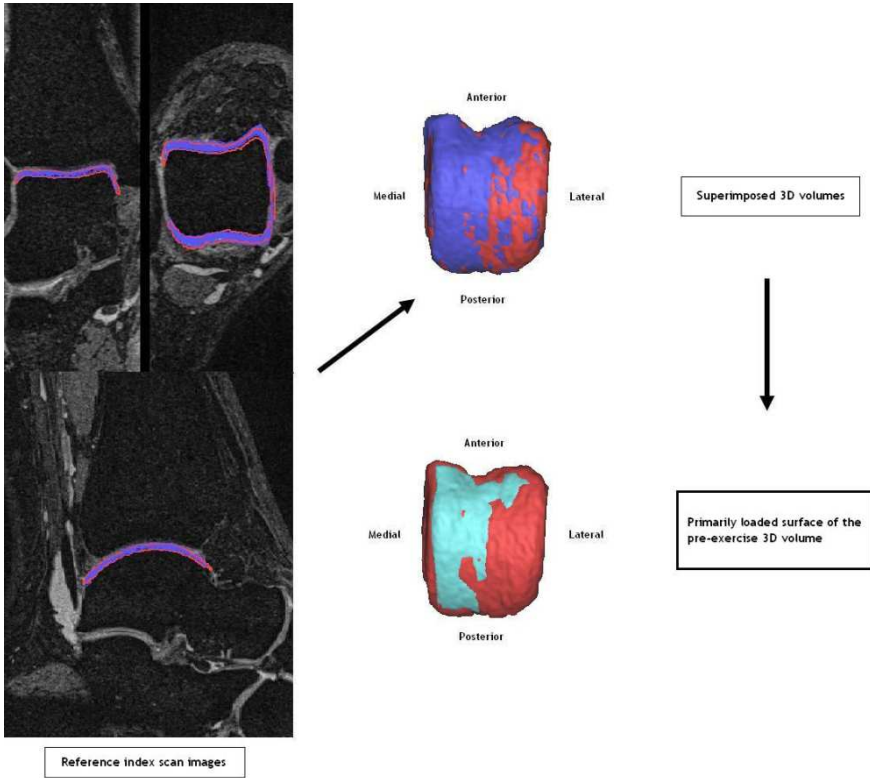 Anterior
Medial
Lateral
Superimposed 3D volumes
Posterior
Anterior
Medial
Lateral
Primarily loaded surface of the
pre-exercise 3D volume
Posterior
Reference index scan images